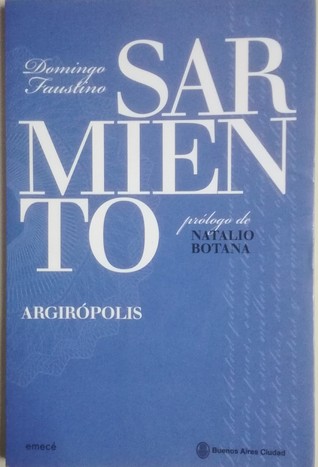 Domingo
Faustino
SAR
MIEN
TO
prólogo de
NATALIO
BOTANA
ARGIRÓPOLIS
emecé
Buenos Aires Ciudad